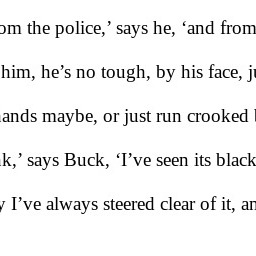 om the police,’ says he, ‘and from
him, he’s no tough, by his face, j
ands maybe, or just run crooked
k,’ says Buck, ‘I’ve seen its black
I’ve always steered clear of it, an